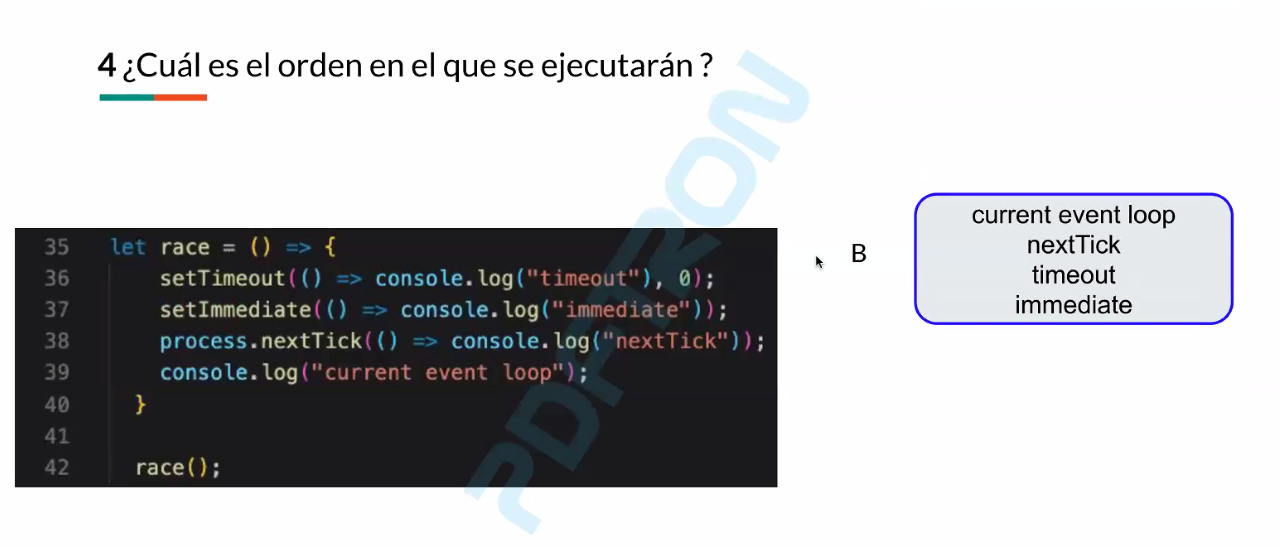 4 ¿Cuál es el orden en el que se ejecutarán ?
35 let race = () => {
36 setTimeout(() => console.log("timeout"), 0);
37 setImmediate(() => console.log("immediate"));
38 process.nextTick(() => console.log("nextTick"));
39 console.log("current event loop");
40 }
41
42 race();
B
current event loop
nextTick
timeout
immediate
PDFTRON